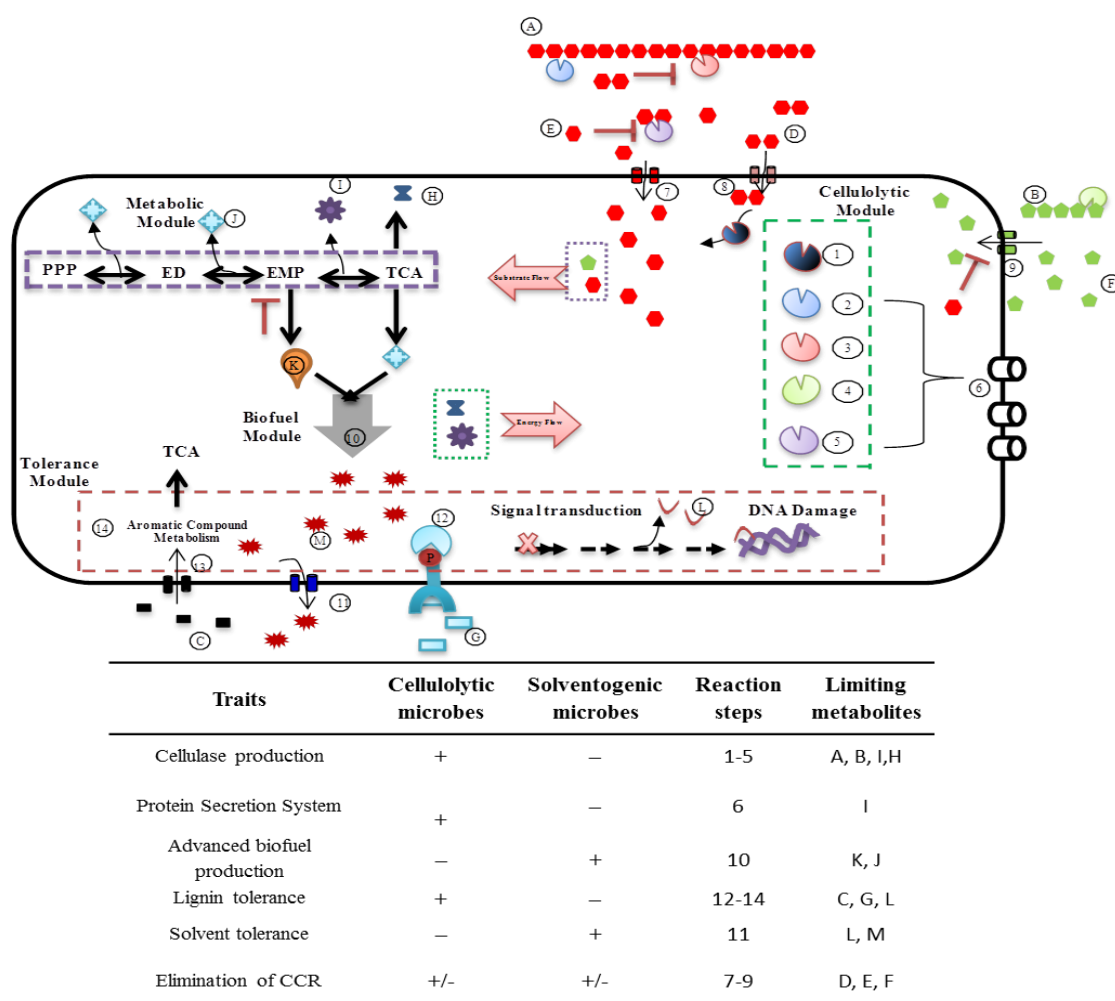 A
E
D
7
8
I
H
Metabolic
Module
J
Cellulolytic
Module
B
PPP
ED
EMP
TCA
Substrate Flow
1
9
F
2
3
K
6
4
Biofuel
Module
10
Energy Flow
5
TCA
Tolerance
Module
14
Aromatic Compound
Metabolism
M
12
P
Signal transduction
L
DNA Damage
13
11
C
G
Traits
Cellulolytic
microbes
Solventogenic
microbes
Reaction
steps
Limiting
metabolites
Cellulase production + – 1-5 A, B, I,H
Protein Secretion System + – 6 I
Advanced biofuel
production – + 10 K, J
Lignin tolerance + – 12-14 C, G, L
Solvent tolerance – + 11 L, M
Elimination of CCR +/- +/- 7-9 D, E, F